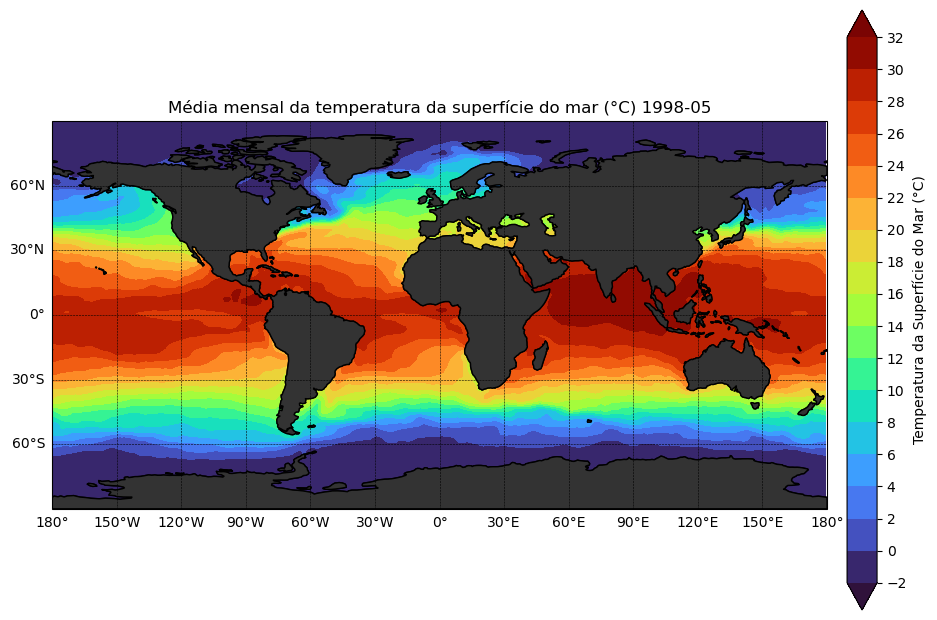 Média mensal da temperatura da superfície do mar (°C) 1998-05
60°N
30°N
0°
30°S
60°S
180° 150°W 120°W 90°W 60°W 30°W 0° 30°E 60°E 90°E 120°E 150°E 180°
32
30
28
26
24
22
20
18
16
14
12
10
8
6
4
2
0
−2
Temperatura da Superfície do Mar (°C)